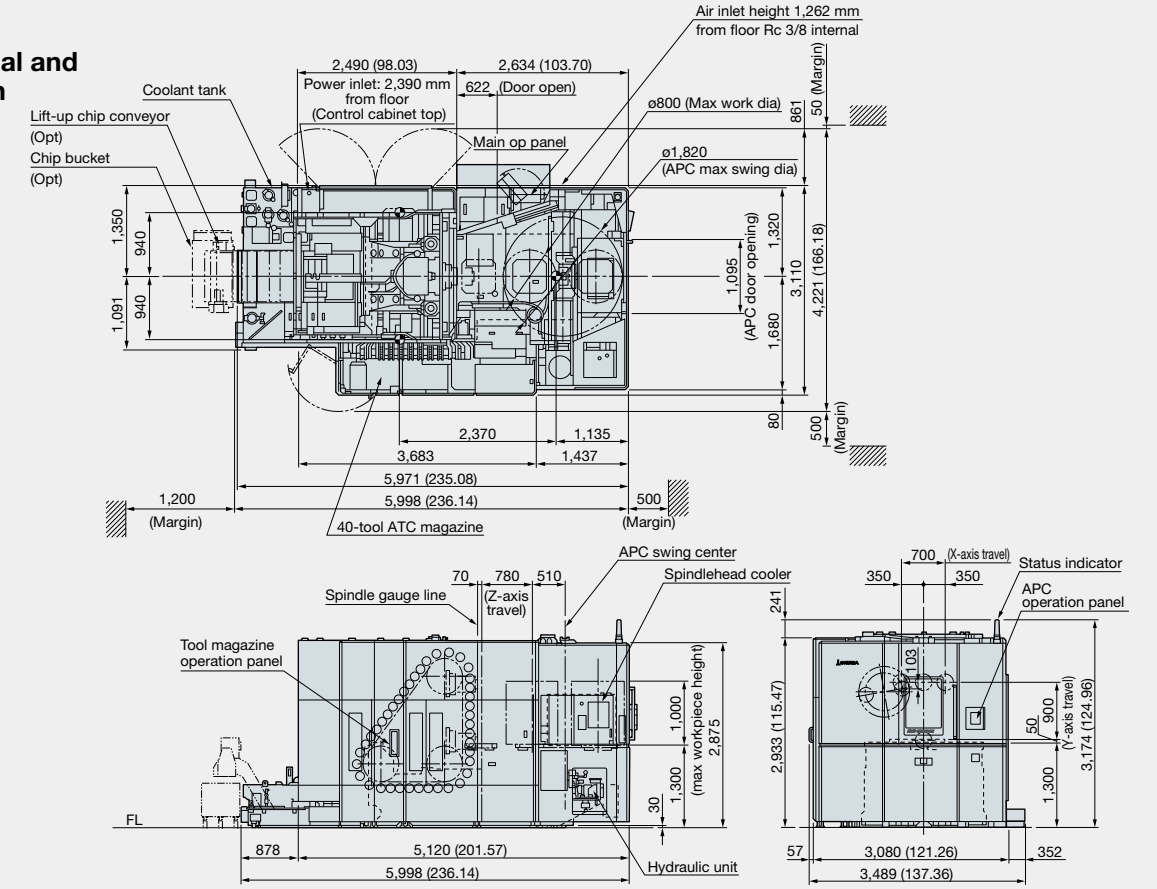 al and
Air inlet height 1,262 mm
from floor Rc 3/8 internal
2,490 (98.03)
2,634 (103.70)
Power inlet: 2,390 mm
from floor
(Control cabinet top)
622 (Door open)
Coolant tank
Lift-up chip conveyor
(Opt)
Chip bucket
(Opt)
ø800 (Max work dia)
Main op panel
ø1,820
(APC max swing dia)
861
50 (Margin)
1,350
940
1,091
940
1,320
1,095
(APC door opening)
3,110
4,221 (166.18)
1,680
80
500
(Margin)
2,370
1,135
3,683
1,437
5,971 (235.08)
1,200
(Margin)
5,998 (236.14)
500
(Margin)
40-tool ATC magazine
APC swing center
Spindlehead cooler
70
780
510
(Z-axis
travel)
Spindle gauge line
Tool magazine
operation panel
1,000
(max workpiece height)
2,875
1,300
30
FL
878
5,120 (201.57)
5,998 (236.14)
Hydraulic unit
700 (X-axis travel)
350
350
Status indicator
APC
operation panel
241
103
2,933 (115.47)
50
900
(Y-axis travel)
3,174 (124.96)
1,300
57
3,080 (121.26)
352
3,489 (137.36)